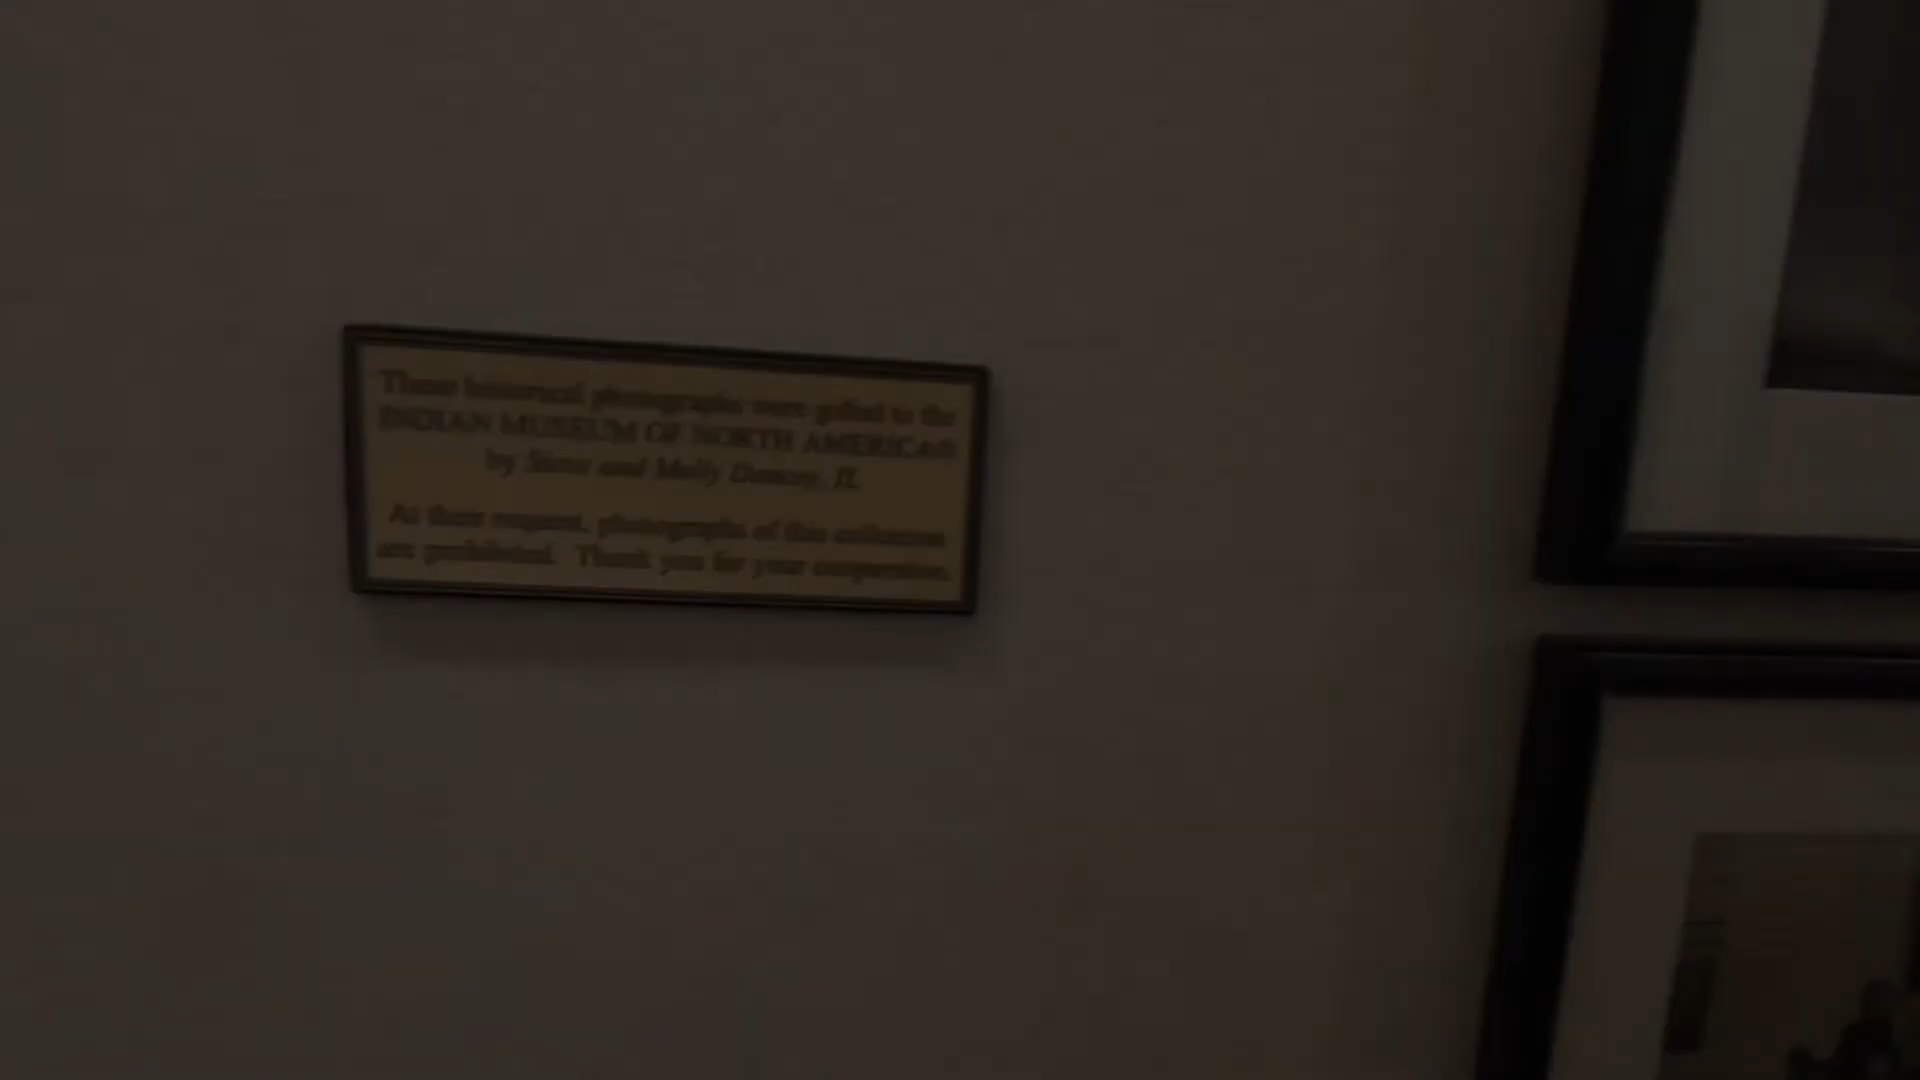 These historical photographs were gifted to the
INDIAN MUSEUM OF NORTH AMERICA®
by Steve and Molly
At their request, photographs of this collection
are prohibited. Thank you for your cooperation.